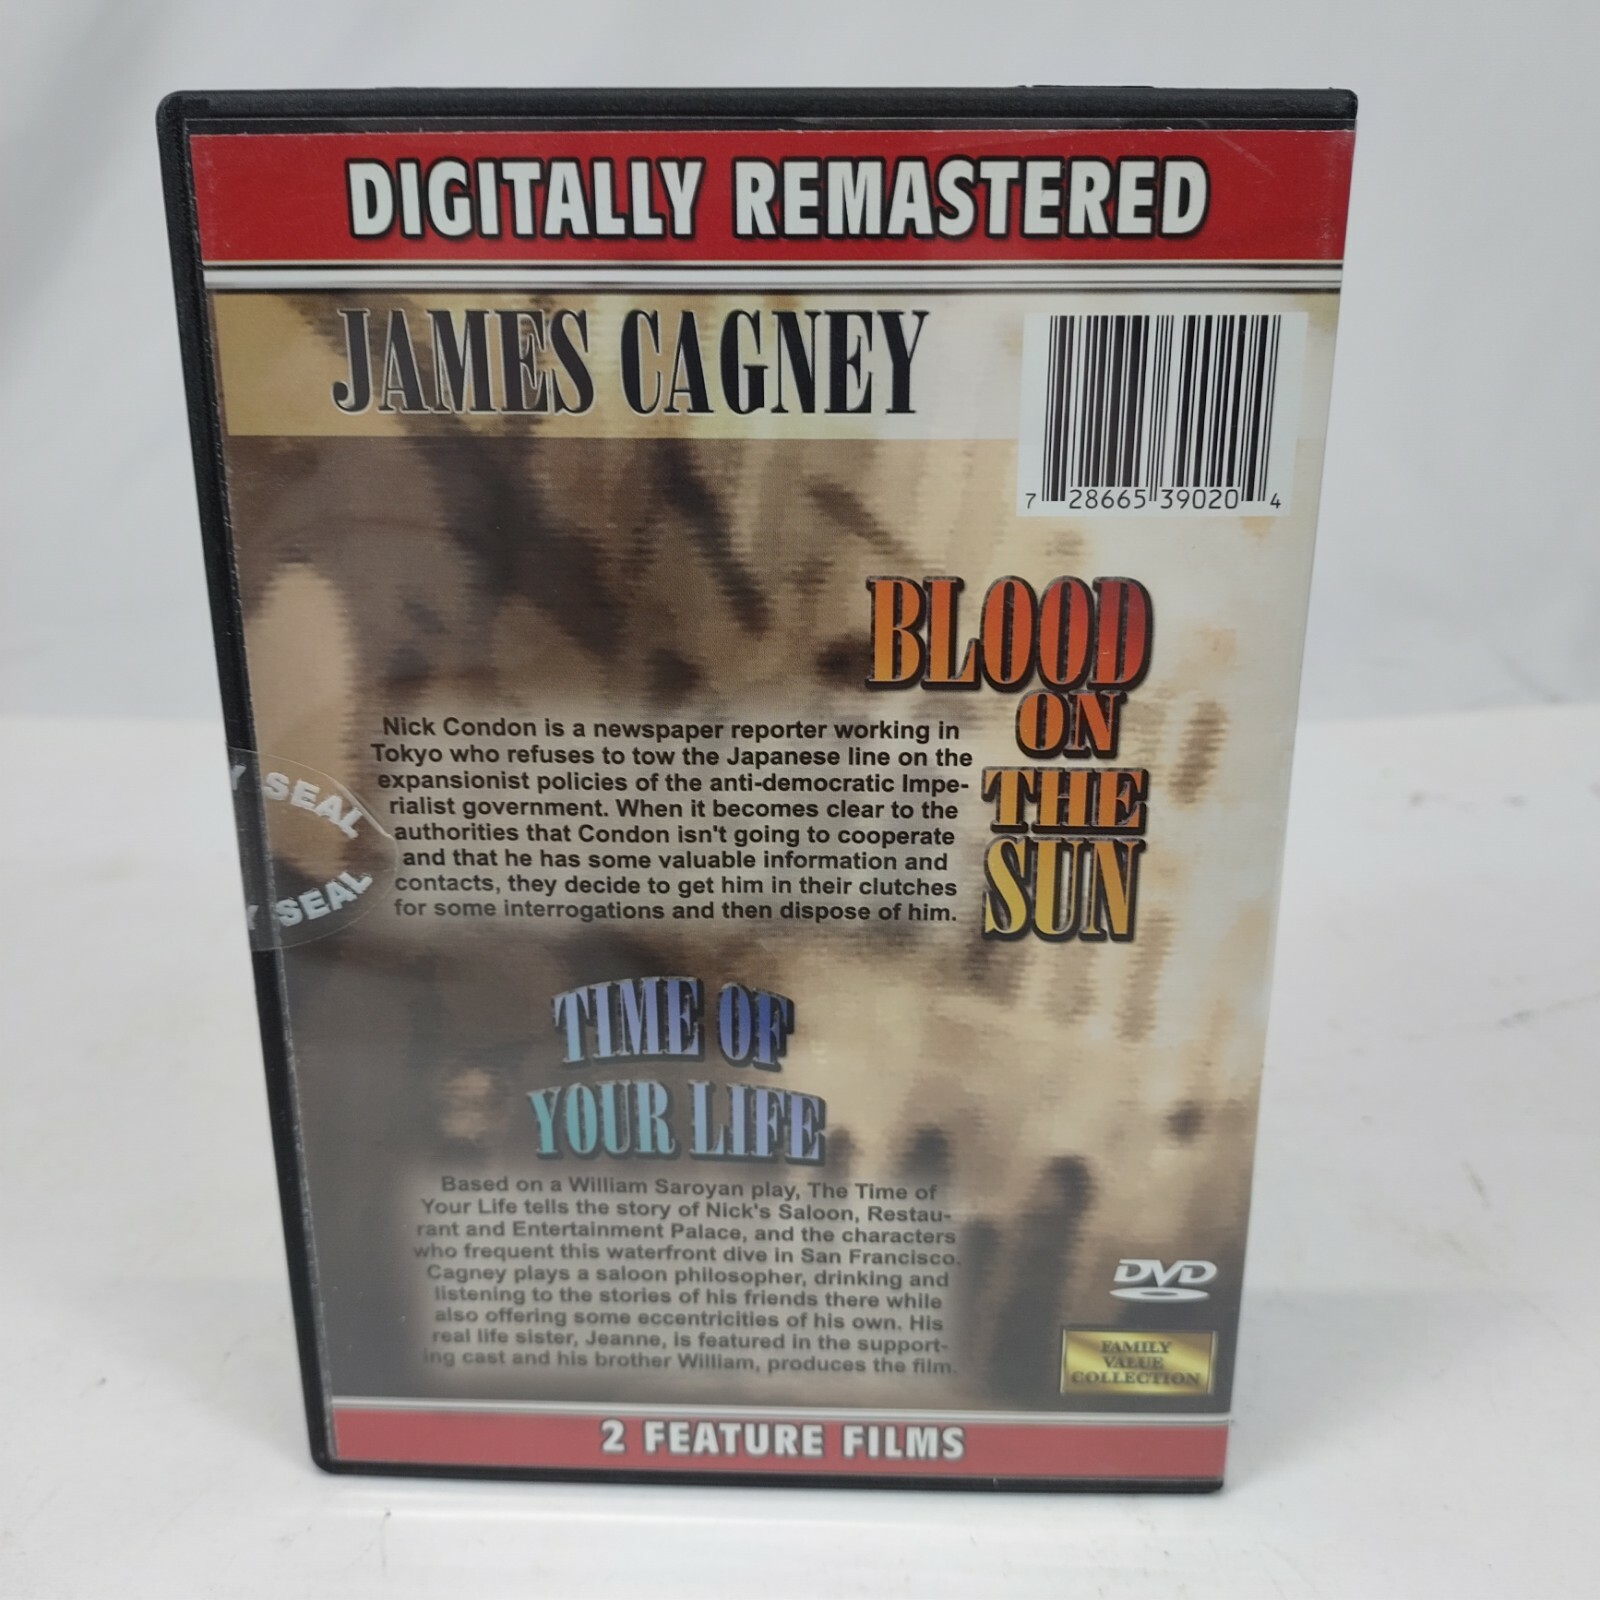 DIGITALLY REMASTERED
JAMES CAGNEY
7 28665 39020 4
BLOOD
ON
THE
SUN
Nick Condon is a newspaper reporter working in
Tokyo who refuses to tow the Japanese line on the
expansionist policies of the anti-democratic Impe-
rialist government. When it becomes clear to the
authorities that Condon isn't going to cooperate
and that he has some valuable information and
contacts, they decide to get him in their clutches
for some interrogations and then dispose of him.
Y SEAL
Y SEAL
TIME OF
YOUR LIFE
Based on a William Saroyan play, The Time of
Your Life tells the story of Nick's Saloon, Restau-
rant and Entertainment Palace, and the characters
who frequent this waterfront dive in San Francisco.
Cagney plays a saloon philosopher, drinking and
listening to the stories of his friends there while
also offering some eccentricities of his own. His
real life sister, Jeanne, is featured in the support-
ing cast and his brother William, produces the film.
DVD
FAMILY
VALUE
COLLECTION
2 FEATURE FILMS